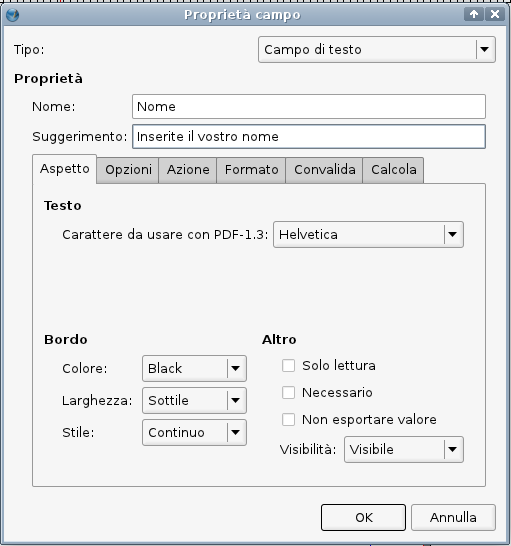 Proprietà campo
Tipo: Campo di testo
Proprietà
Nome: Nome
Suggerimento: Inserite il vostro nome
Aspetto Opzioni Azione Formato Convalida Calcola
Testo
Carattere da usare con PDF-1.3: Helvetica
Bordo Altro
Colore: Black Solo lettura
Larghezza: Sottile Necessario
Stile: Continuo Non esportare valore
Visibilità: Visibile
OK Annulla